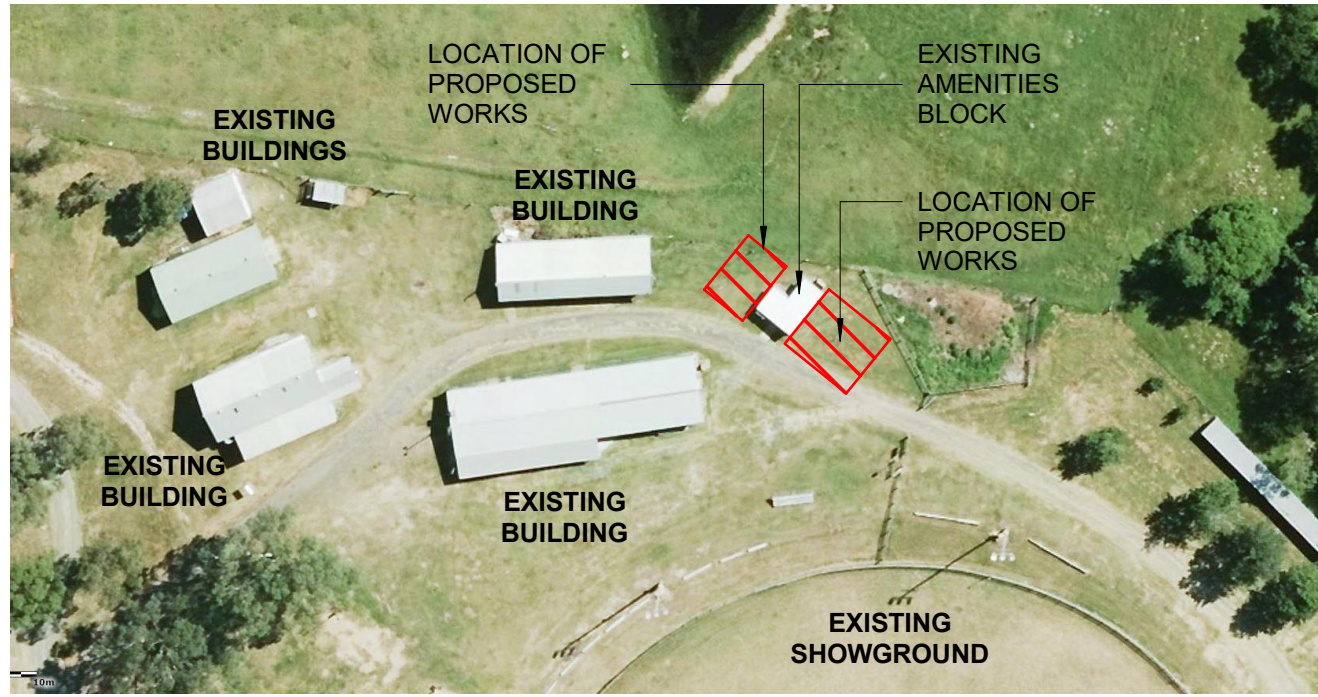 LOCATION OF
PROPOSED
WORKS
EXISTING
AMENITIES
BLOCK
EXISTING
BUILDINGS
EXISTING
BUILDING
LOCATION OF
PROPOSED
WORKS
EXISTING
BUILDING
EXISTING
BUILDING
EXISTING
SHOWGROUND
10m